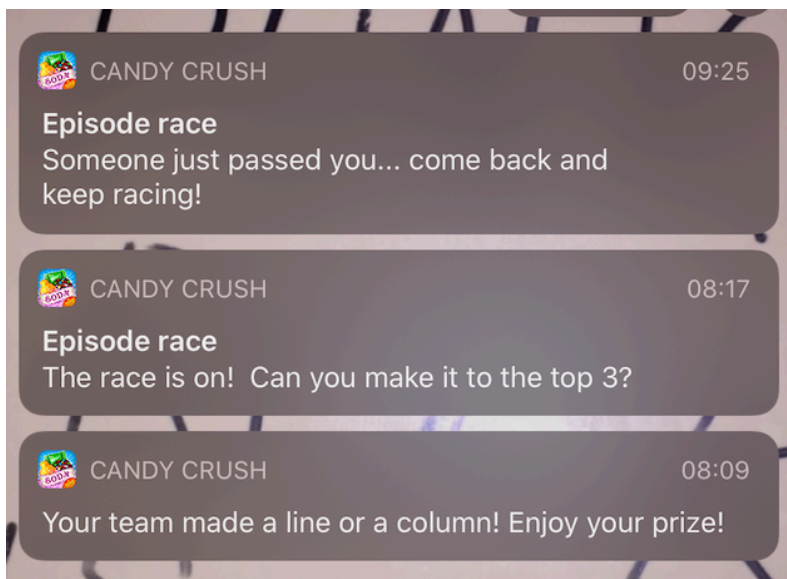 CANDY CRUSH 09:25
Episode race
Someone just passed you... come back and
keep racing!
CANDY CRUSH 08:17
Episode race
The race is on!  Can you make it to the top 3?
CANDY CRUSH 08:09
Your team made a line or a column! Enjoy your prize!